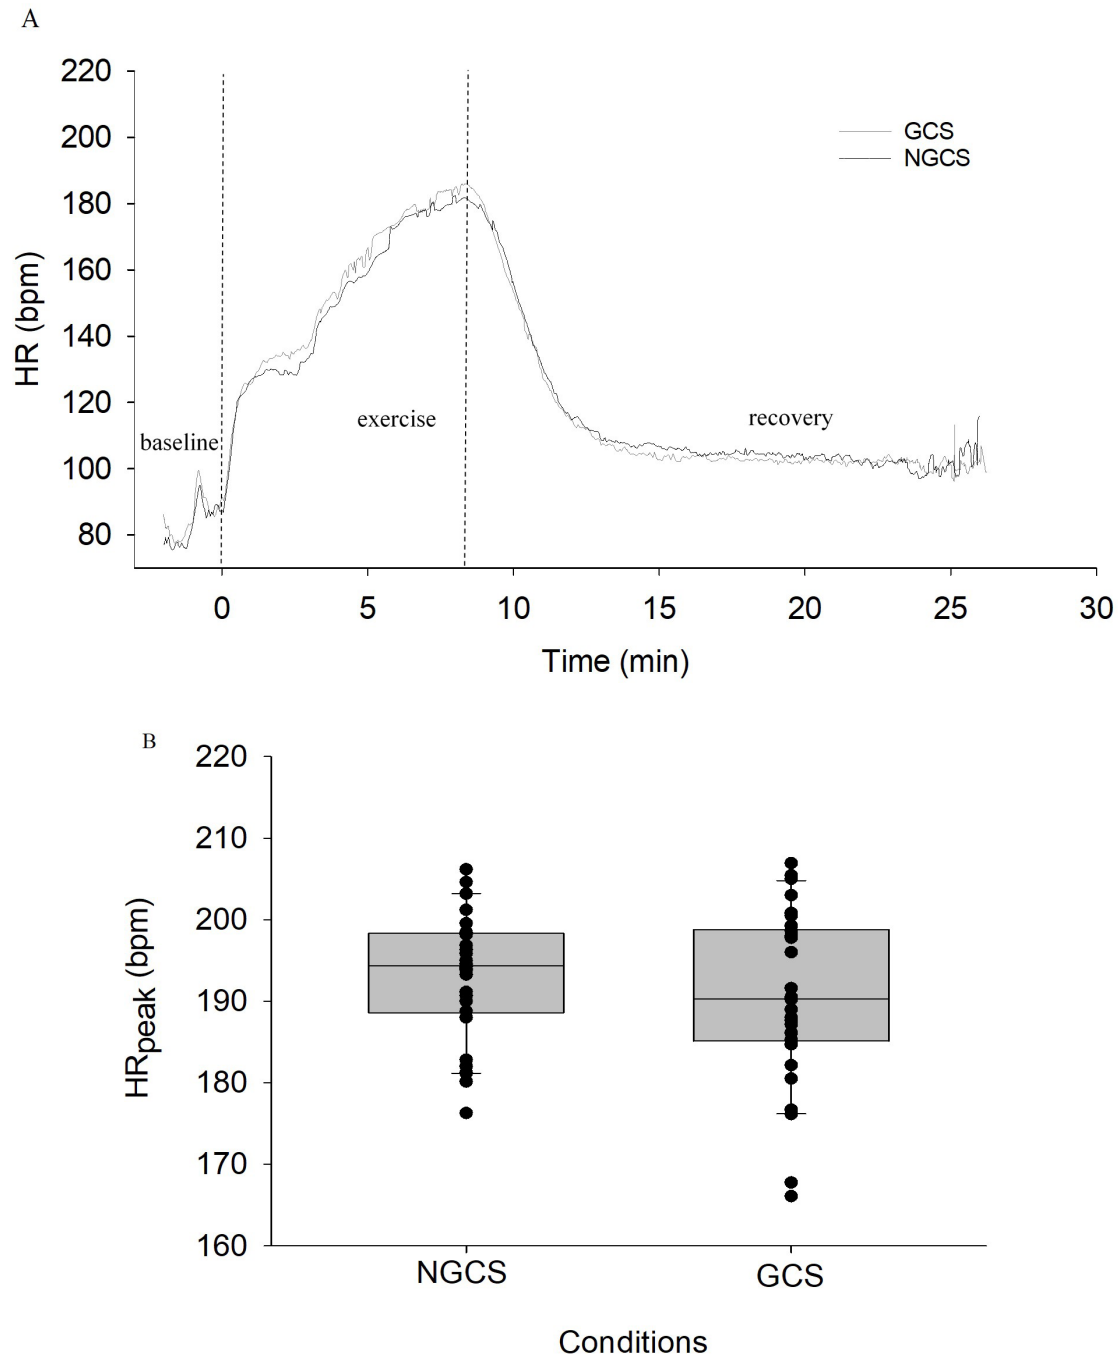 A
220
200
180
160
140
120
100
80
HR (bpm)
GCS
NGCS
baseline
exercise
recovery
0 5 10 15 20 25 30
Time (min)
B
220
210
200
190
180
170
160
HRpeak (bpm)
NGCS GCS
Conditions